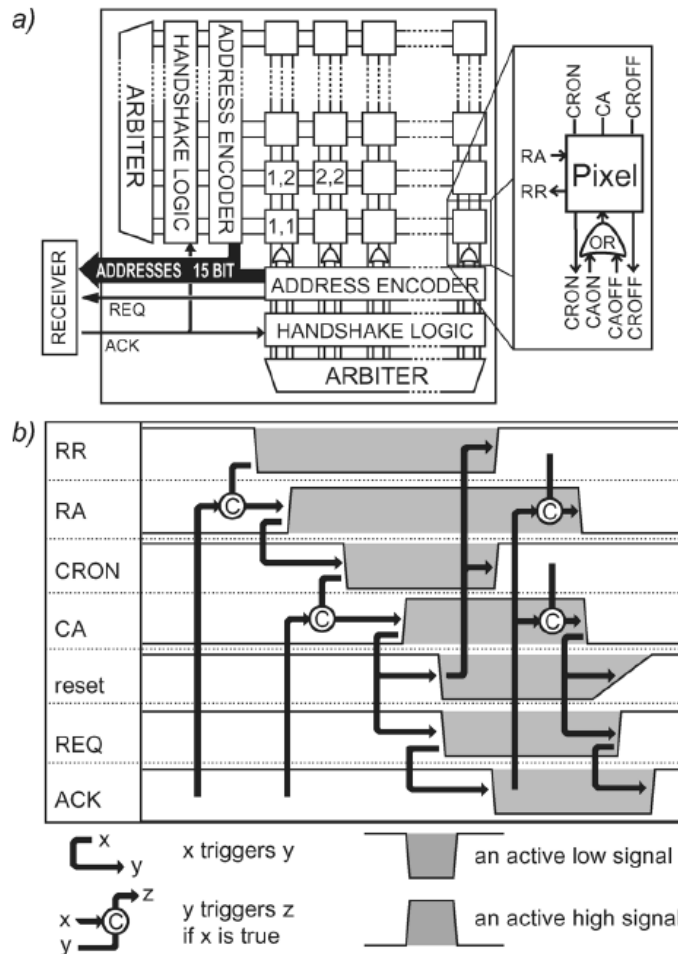 a)
ARBITER
HANDSHAKE LOGIC
ADDRESS ENCODER
1,2
2,2
1,1
RECEIVER
ADDRESSES 15 BIT
REQ
ACK
ADDRESS ENCODER
HANDSHAKE LOGIC
ARBITER
CRON
CA
CROFF
RA
RR
Pixel
OR
CRON
CAON
CAOFF
CROFF
b)
RR
RA
C
C
CRON
CA
C
C
reset
REQ
ACK
x
y
x triggers y
an active low signal
z
x
C
y
y triggers z
if x is true
an active high signal